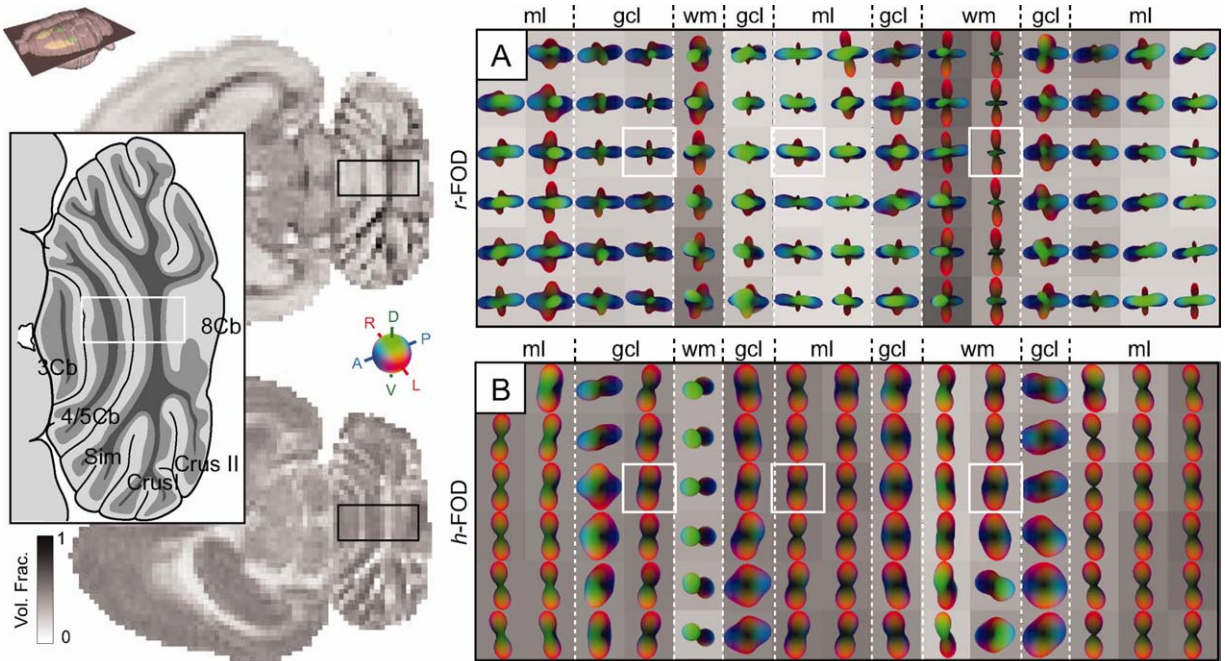 ml gcl wm gcl ml gcl wm gcl ml
A
r-FOD
R D P
A
V L
8Cb
3Cb
4/5Cb
Sim
Crus II
CrusI
Vol. Frac.
1
0
ml gcl wm gcl ml gcl wm gcl ml
B
h-FOD